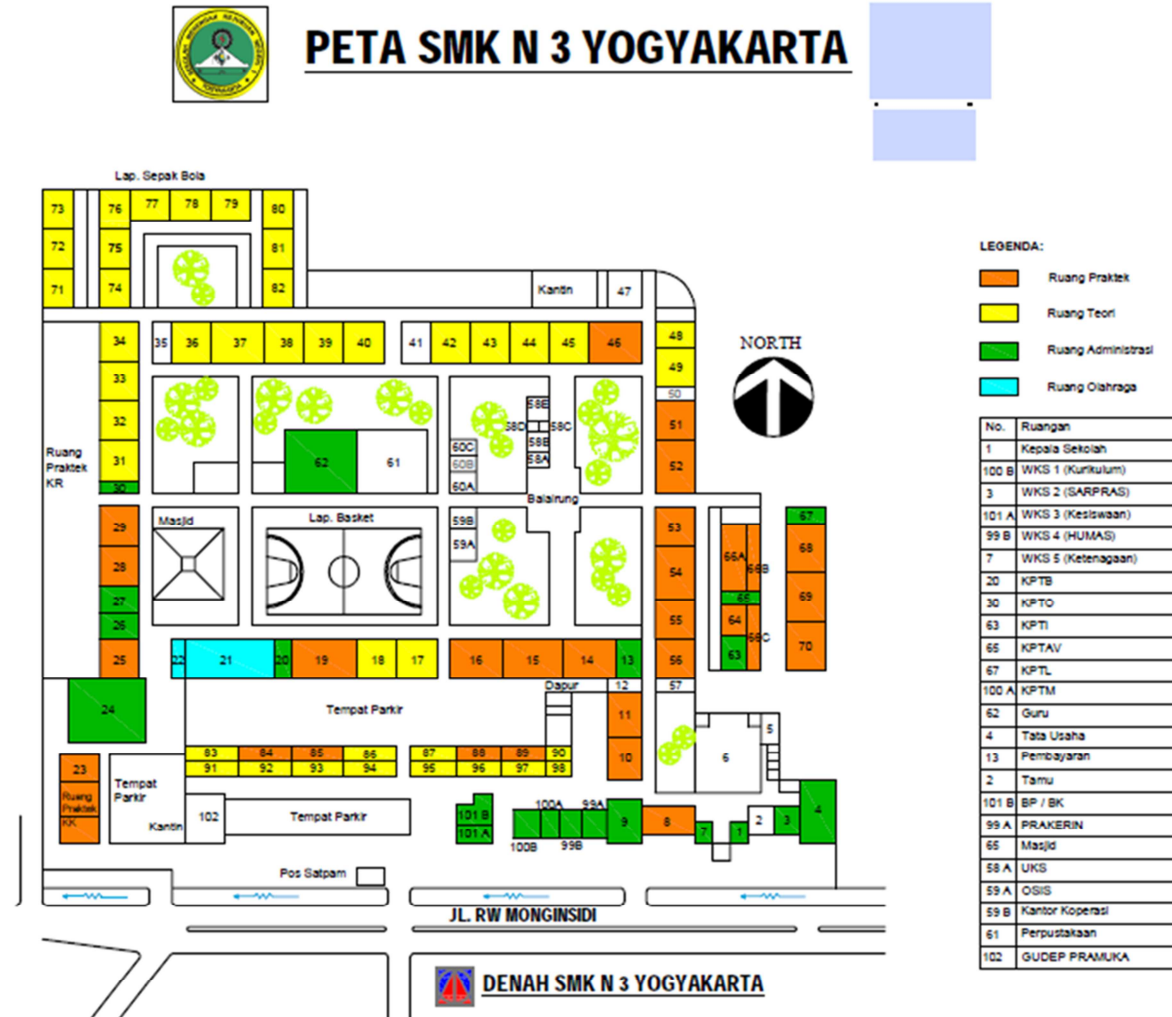 PETA SMK N 3 YOGYAKARTA
Lap. Sepak Bola
73 76 77 78 79 80
72 75 81
71 74 82
Kantin 47
34 35 36 37 38 39 40 41 42 43 44 45 46 48
33 49
50
32 58E 51
58D 58C
Ruang Praktek KR
31 62 61 60C 58B 52
60B 58A
30 60A
Balairung
29 Masjid Lap. Basket 59B 53
28 59A 54
27
26 55
25 22 21 20 19 18 17 16 15 14 13 56
67
66A 66B 68
65 69
64 66C
63 70
Dapur 12 57
24 Tempat Parkir 11
5
6
83 84 85 86 87 88 89 90 10
91 92 93 94 95 96 97 98
23
Ruang Praktek KK
Tempat Parkir
Kantin 102 Tempat Parkir
101 B
101 A
100A 99A
9 8 7 1 2 3 4
100B 99B
Pos Satpam
JL. RW MONGINSIDI
DENAH SMK N 3 YOGYAKARTA
NORTH
LEGENDA:
Ruang Praktek
Ruang Teori
Ruang Administrasi
Ruang Olahraga
No. Ruangan
1 Kepala Sekolah
100 B WKS 1 (Kurikulum)
3 WKS 2 (SARPRAS)
101 A WKS 3 (Kesiswaan)
99 B WKS 4 (HUMAS)
7 WKS 5 (Ketenagaan)
20 KPTB
30 KPTO
63 KPTI
65 KPTAV
67 KPTL
100 A KPTM
62 Guru
4 Tata Usaha
13 Pembayaran
2 Tamu
101 B BP / BK
99 A PRAKERIN
65 Masjid
58 A UKS
59 A OSIS
59 B Kantor Koperasi
61 Perpustakaan
102 GUDEP PRAMUKA